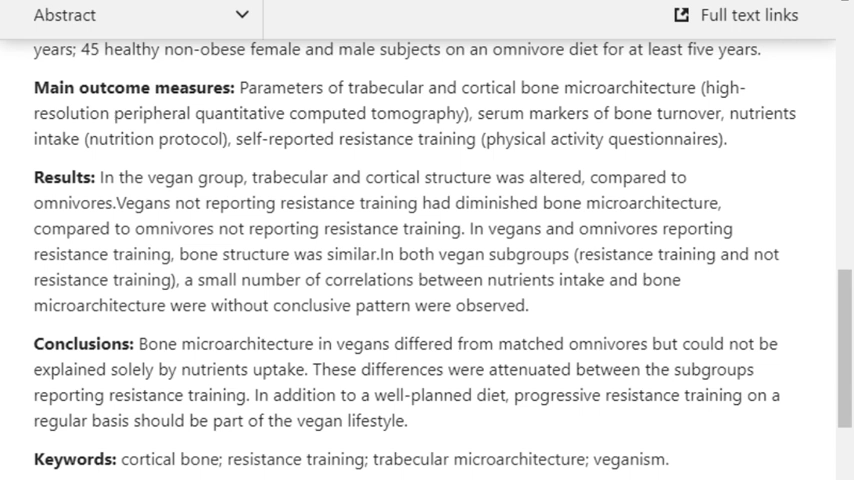 Abstract
Full text links
years; 45 healthy non-obese female and male subjects on an omnivore diet for at least five years.
Main outcome measures: Parameters of trabecular and cortical bone microarchitecture (high-
resolution peripheral quantitative computed tomography), serum markers of bone turnover, nutrients
intake (nutrition protocol), self-reported resistance training (physical activity questionnaires).
Results: In the vegan group, trabecular and cortical structure was altered, compared to
omnivores.Vegans not reporting resistance training had diminished bone microarchitecture,
compared to omnivores not reporting resistance training. In vegans and omnivores reporting
resistance training, bone structure was similar.In both vegan subgroups (resistance training and not
resistance training), a small number of correlations between nutrients intake and bone
microarchitecture were without conclusive pattern were observed.
Conclusions: Bone microarchitecture in vegans differed from matched omnivores but could not be
explained solely by nutrients uptake. These differences were attenuated between the subgroups
reporting resistance training. In addition to a well-planned diet, progressive resistance training on a
regular basis should be part of the vegan lifestyle.
Keywords: cortical bone; resistance training; trabecular microarchitecture; veganism.